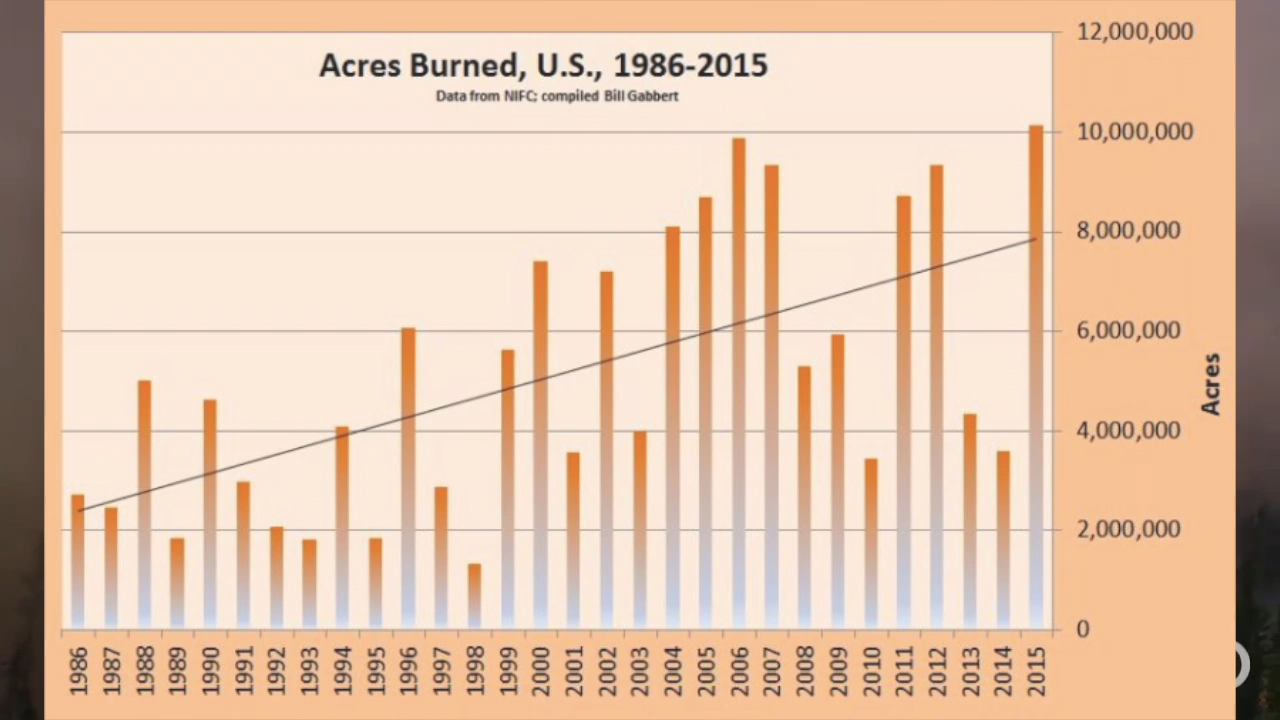 Acres Burned, U.S., 1986-2015
Data from NIFC; compiled Bill Gabbert
12,000,000
10,000,000
8,000,000
6,000,000
4,000,000
2,000,000
0
Acres
1986 1987 1988 1989 1990 1991 1992 1993 1994 1995 1996 1997 1998 1999 2000 2001 2002 2003 2004 2005 2006 2007 2008 2009 2010 2011 2012 2013 2014 2015